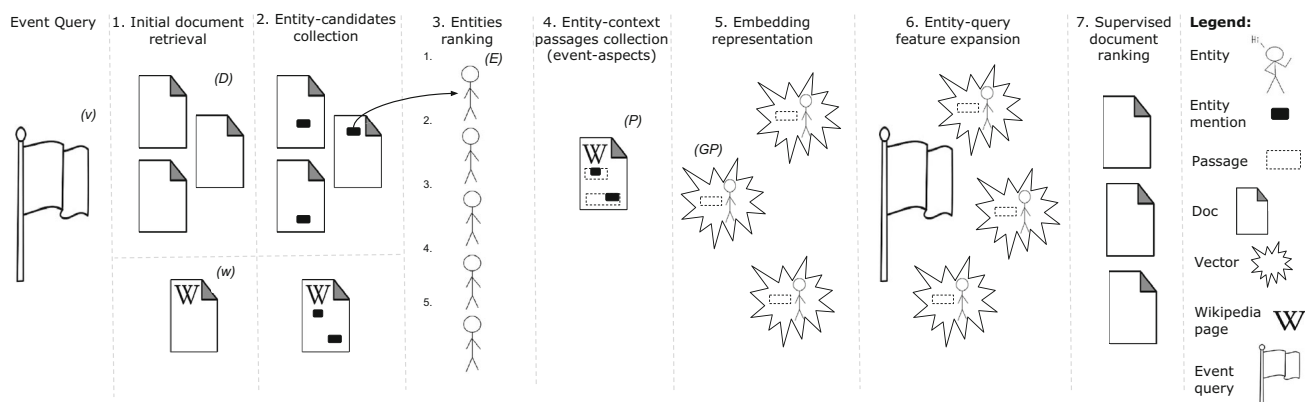 Event Query
(v)
1. Initial document
retrieval
(D)
W
(w)
2. Entity-candidates
collection
W
3. Entities
ranking
(E)
1.
2.
3.
4.
5.
4. Entity-context
passages collection
(event-aspects)
(P)
W
5. Embedding
representation
(GP)
6. Entity-query
feature expansion
7. Supervised
document
ranking
Legend:
Entity
Hi
Entity
mention
Passage
Doc
Vector
Wikipedia
page
W
Event
query